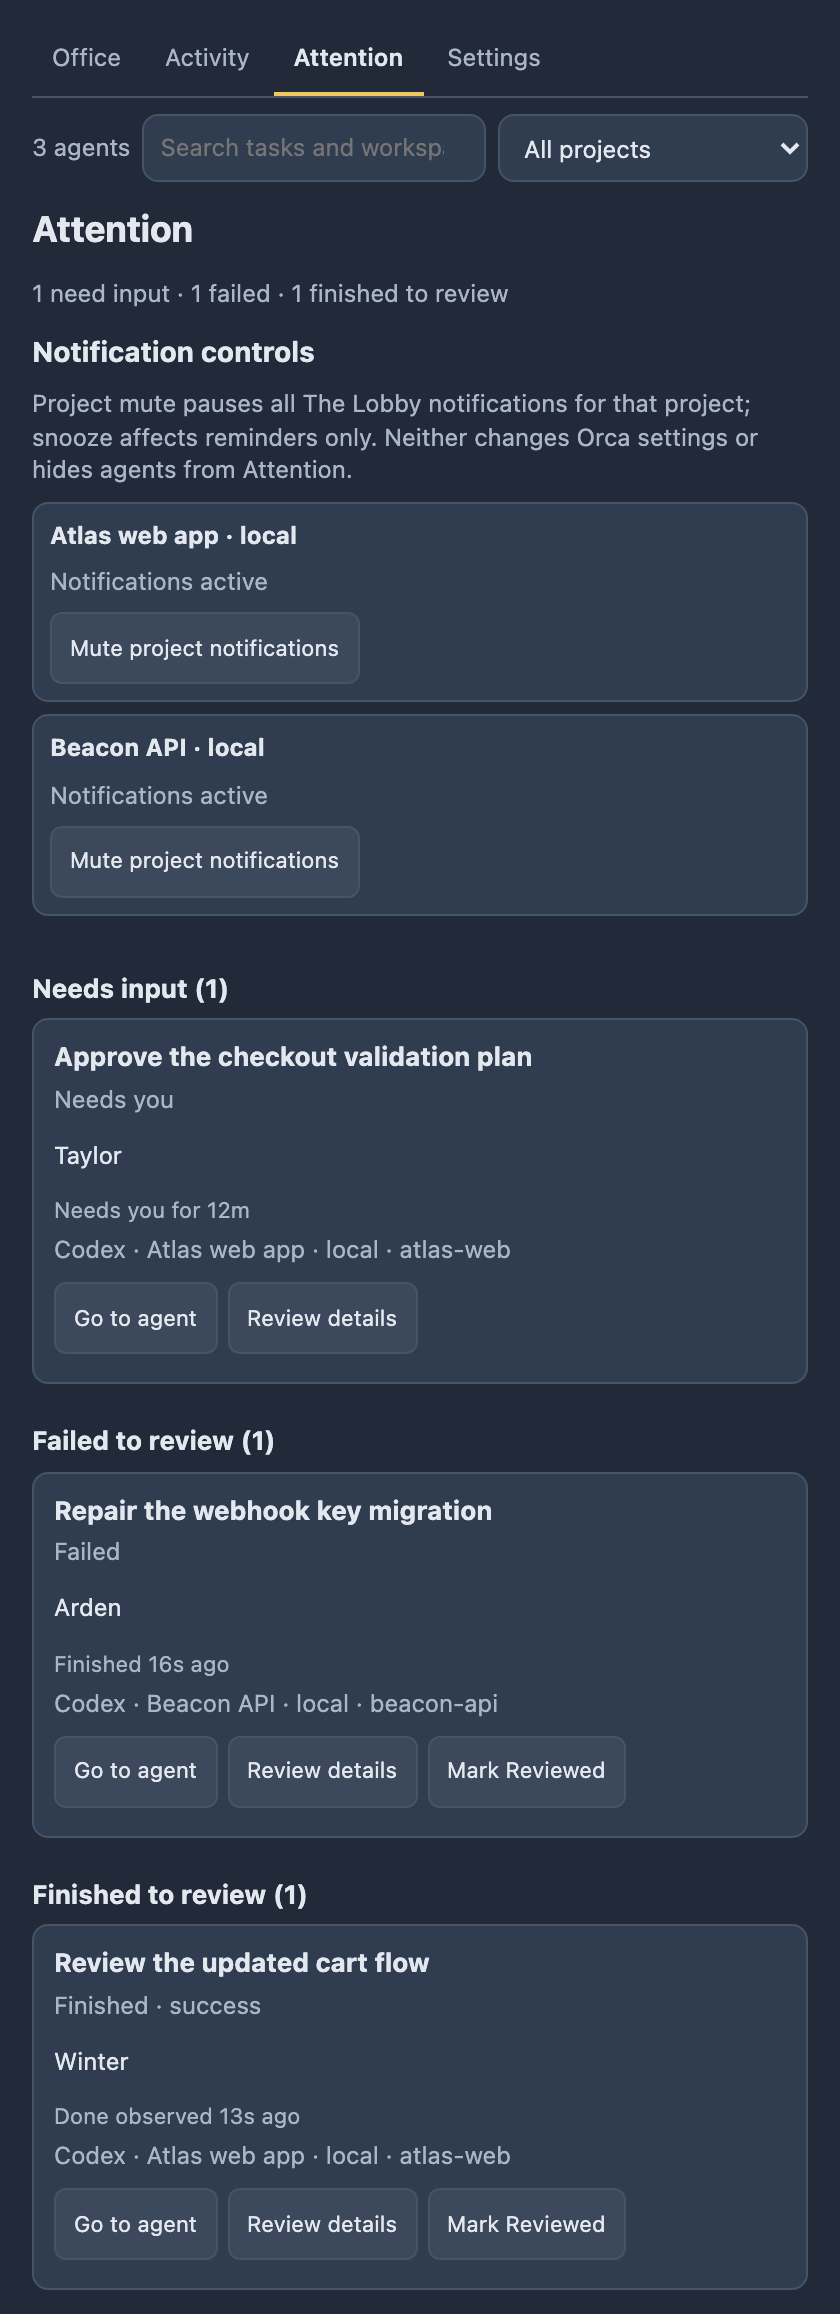 Office Activity Attention Settings
3 agents Search tasks and worksp All projects
Attention
1 need input · 1 failed · 1 finished to review
Notification controls
Project mute pauses all The Lobby notifications for that project;
snooze affects reminders only. Neither changes Orca settings or
hides agents from Attention.
Atlas web app · local
Notifications active
Mute project notifications
Beacon API · local
Notifications active
Mute project notifications
Needs input (1)
Approve the checkout validation plan
Needs you
Taylor
Needs you for 12m
Codex · Atlas web app · local · atlas-web
Go to agent Review details
Failed to review (1)
Repair the webhook key migration
Failed
Arden
Finished 16s ago
Codex · Beacon API · local · beacon-api
Go to agent Review details Mark Reviewed
Finished to review (1)
Review the updated cart flow
Finished · success
Winter
Done observed 13s ago
Codex · Atlas web app · local · atlas-web
Go to agent Review details Mark Reviewed